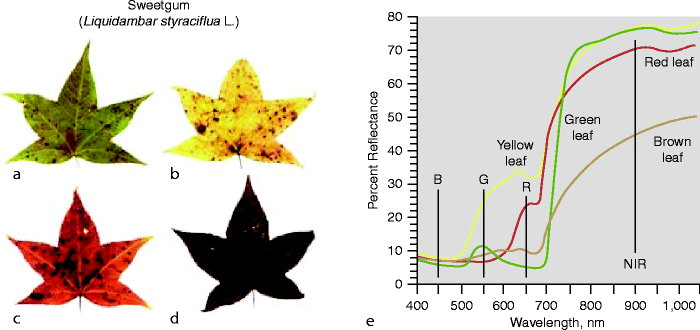 Sweetgum
(Liquidambar styraciflua L.)
a
b
c
d
80
70
60
50
40
30
20
10
0
Percent Reflectance
B
G
R
NIR
Yellow
leaf
Green
leaf
Red leaf
Brown
leaf
400 500 600 700 800 900 1,000
Wavelength, nm
e